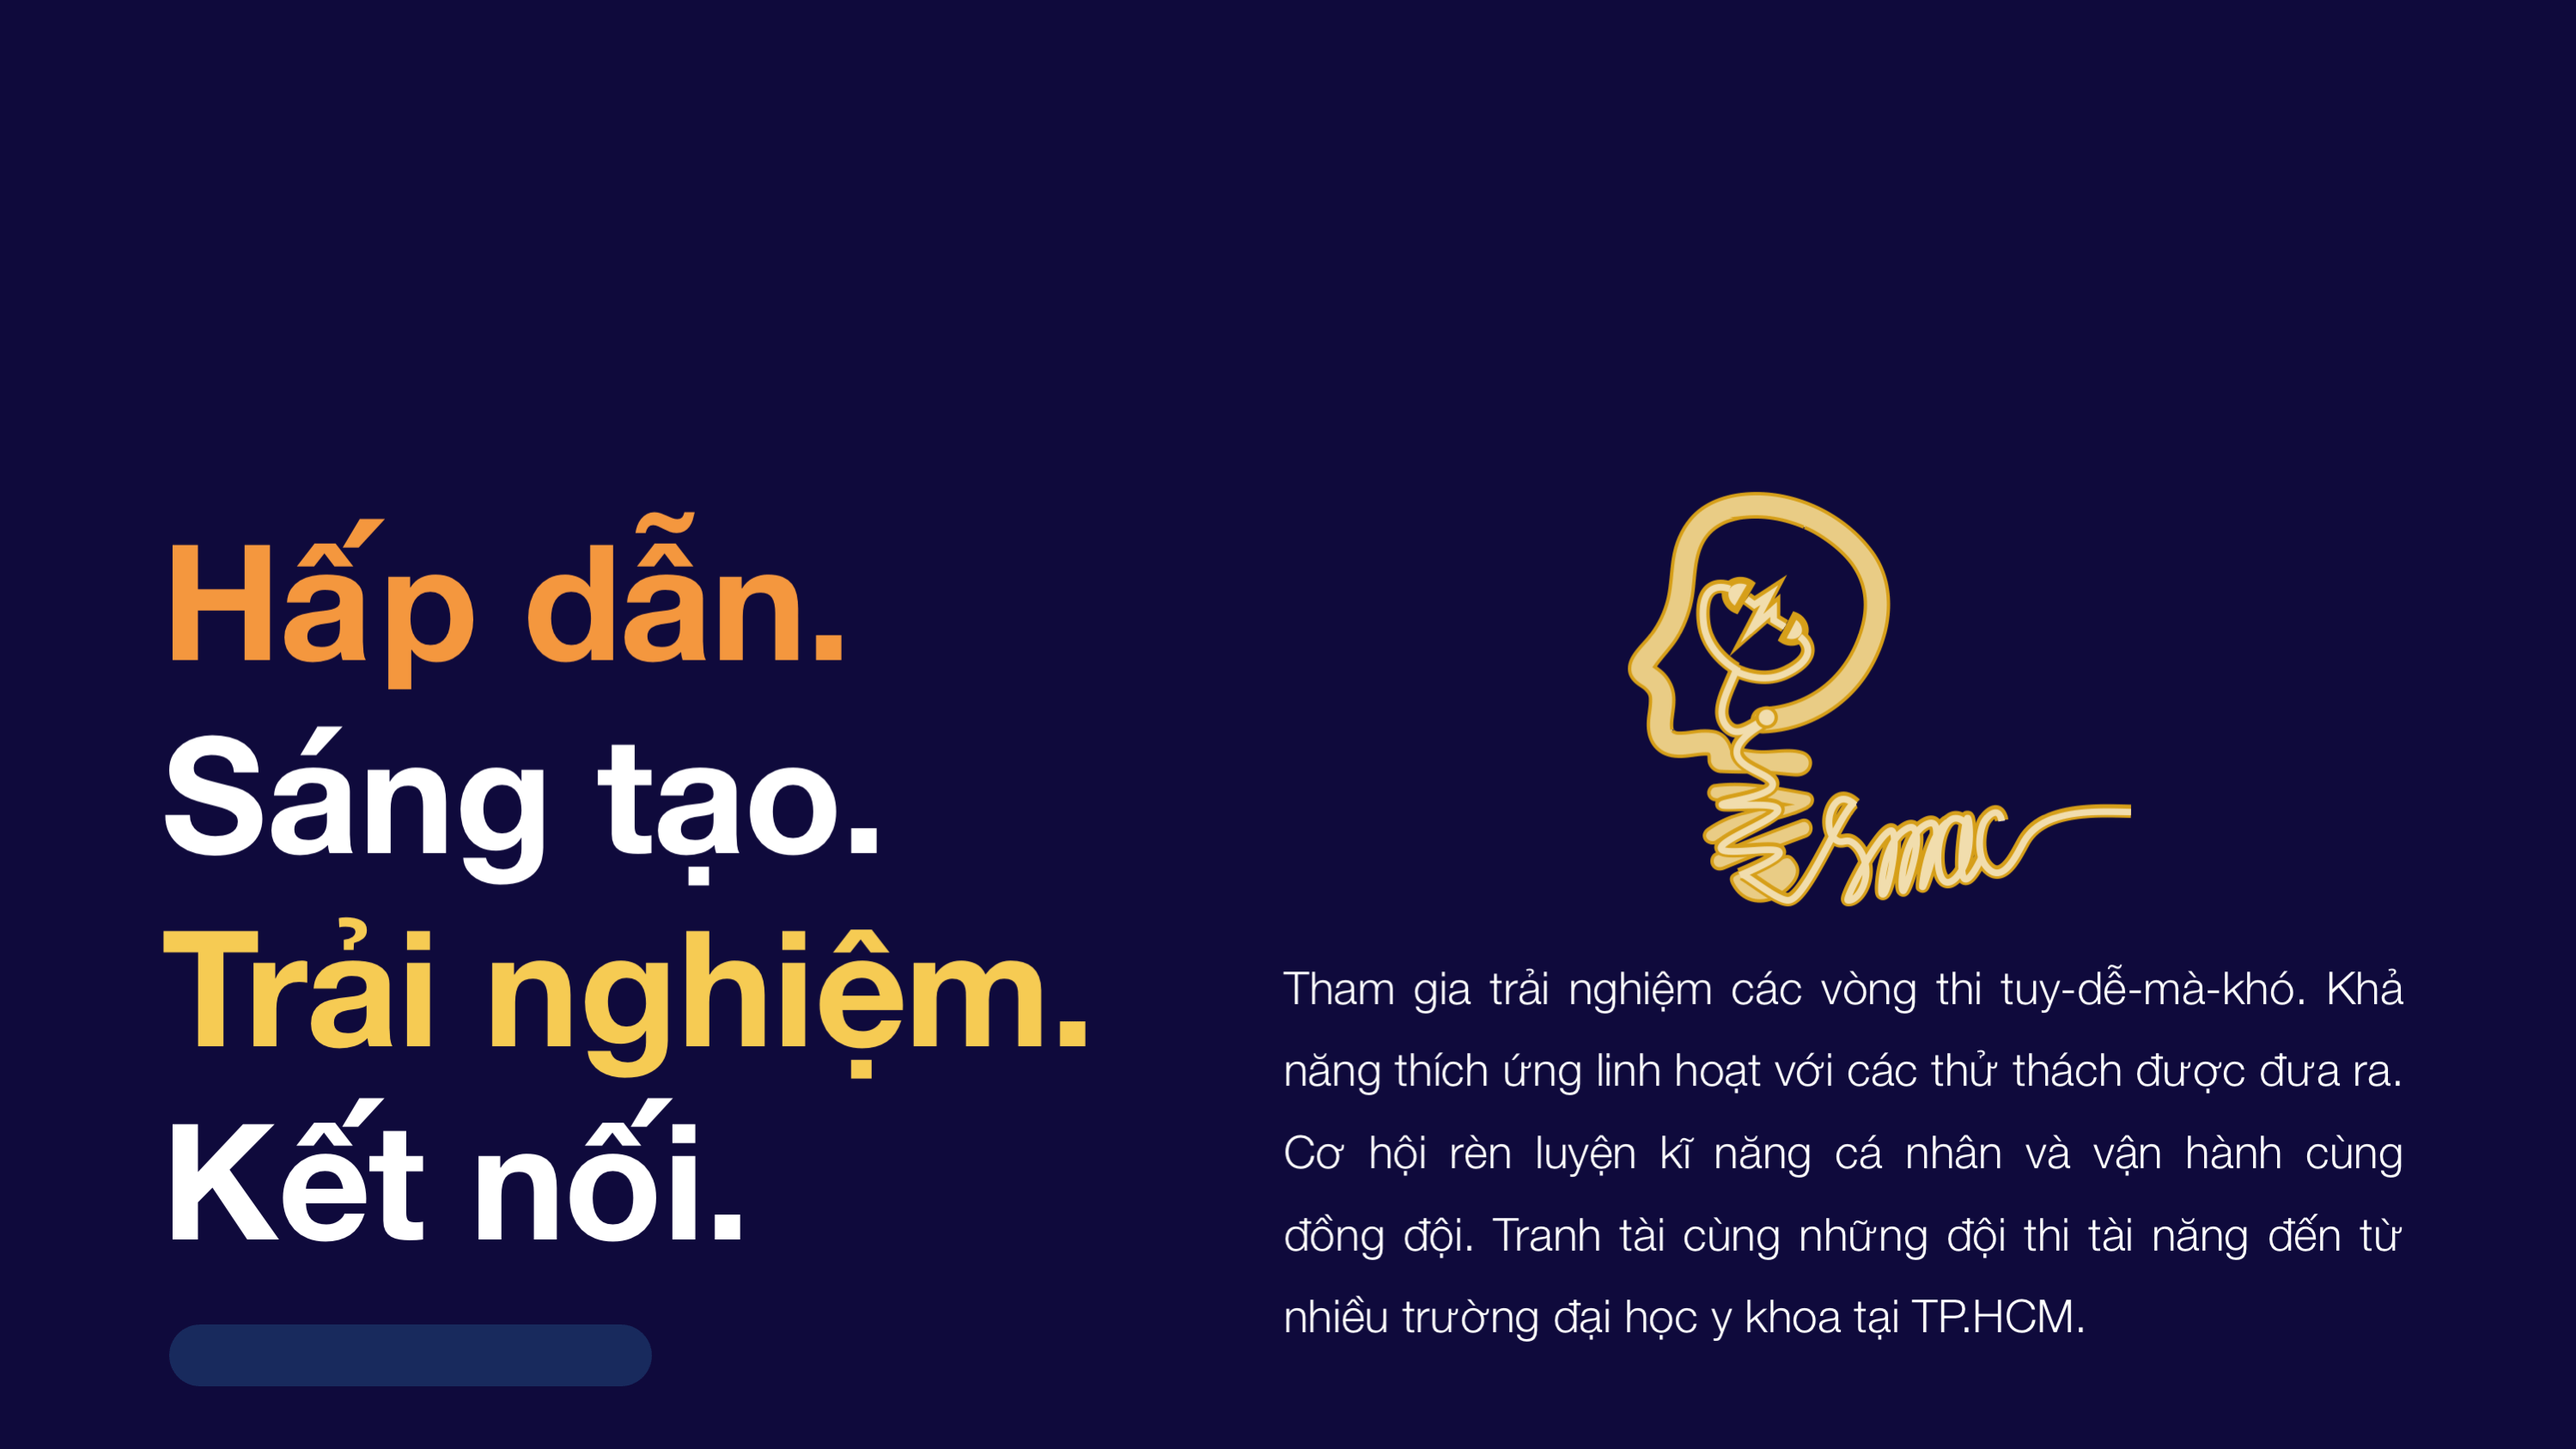 Hấp dẫn.
Sáng tạo.
Trải nghiệm.
Kết nối.
smac
Tham gia trải nghiệm các vòng thi tuy-dễ-mà-khó. Khả
năng thích ứng linh hoạt với các thử thách được đưa ra.
Cơ hội rèn luyện kĩ năng cá nhân và vận hành cùng
đồng đội. Tranh tài cùng những đội thi tài năng đến từ
nhiều trường đại học y khoa tại TP.HCM.